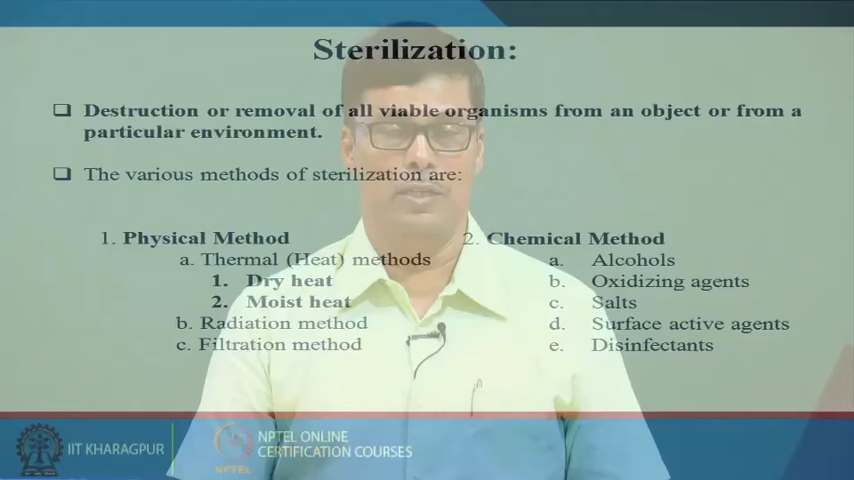 Sterilization:
❑ Destruction or removal of all viable organisms from an object or from a
particular environment.
❑ The various methods of sterilization are:
1. Physical Method
a. Thermal (Heat) methods
1. Dry heat
2. Moist heat
b. Radiation method
c. Filtration method
2. Chemical Method
a. Alcohols
b. Oxidizing agents
c. Salts
d. Surface active agents
e. Disinfectants
IIT KHARAGPUR
NPTEL
NPTEL ONLINE
CERTIFICATION COURSES